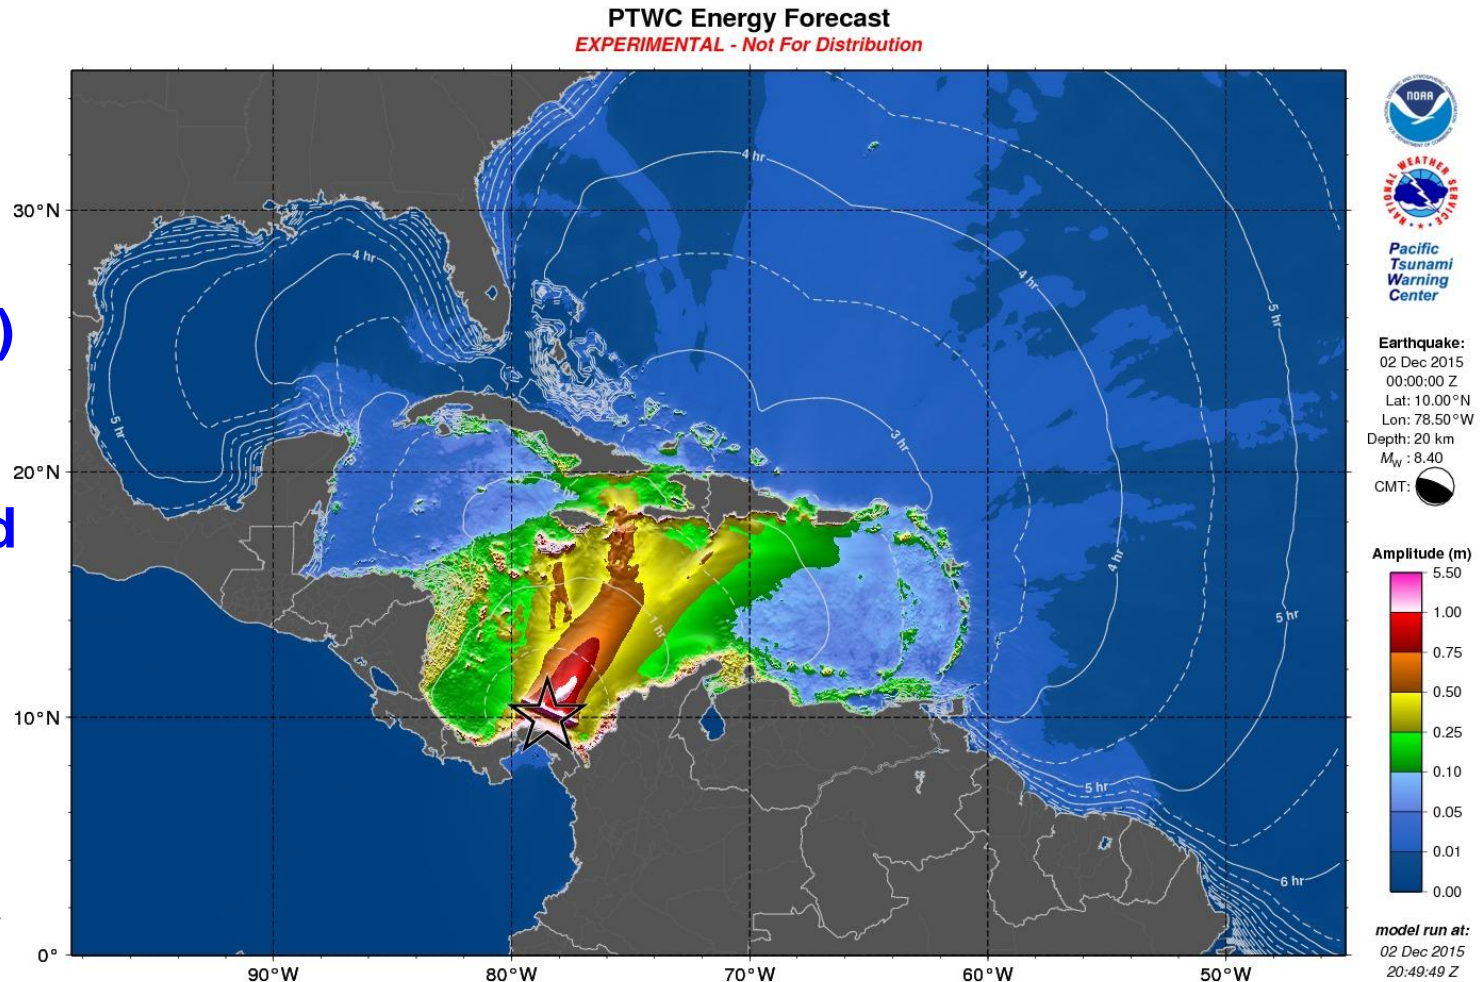 PTWC Energy Forecast
EXPERIMENTAL - Not For Distribution
)
d
30°N
20°N
10°N
0°
90°W
80°W
70°W
60°W
50°W
4 hr
4 hr
4 hr
5 hr
5 hr
3 hr
4 hr
1 hr
5 hr
5 hr
6 hr
NOAA
NATIONAL WEATHER SERVICE
Pacific
Tsunami
Warning
Center
Earthquake:
02 Dec 2015
00:00:00 Z
Lat: 10.00°N
Lon: 78.50°W
Depth: 20 km
MW : 8.40
CMT:
Amplitude (m)
5.50
1.00
0.75
0.50
0.25
0.10
0.05
0.01
0.00
model run at:
02 Dec 2015
20:49:49 Z